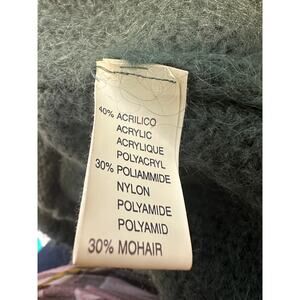 40% ACRILICO
ACRYLIC
ACRYLIQUE
POLYACRYL
30% POLIAMMIDE
NYLON
POLYAMIDE
POLYAMID
30% MOHAIR